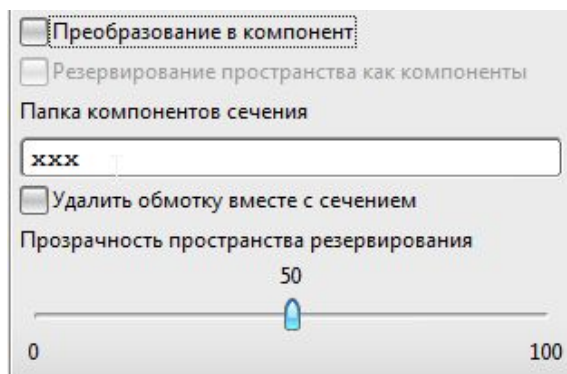 Преобразование в компонент
Резервирование пространства как компоненты
Папка компонентов сечения
xxx
Удалить обмотку вместе с сечением
Прозрачность пространства резервирования
50
0 100